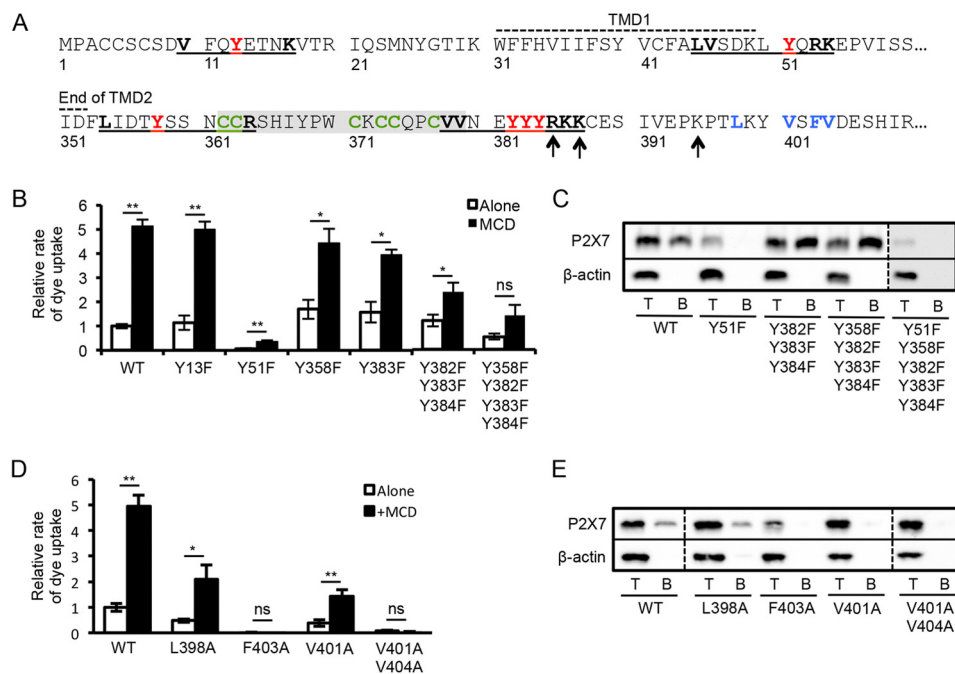 A
TMD1
MPACCSCSDV FQYETNKVTR IQSMNYGTIK WFFHVIIFSY VCFALVSDKL YQRKEPVISS...
1 11 21 31 41 51
End of TMD2
IDFLIDTYSS NCCRSHIYPW CKCCQPCVVN EYYYRKKCES IVEPKPTLKY VSFVDESHIR...
351 361 371 381 391 401
B
Relative rate
of dye uptake
6
5
4
3
2
1
0
Alone
MCD
** ** ** * * * ns
WT Y13F Y51F Y358F Y383F Y382F Y358F
Y383F Y382F
Y384F Y383F
Y384F
C
P2X7
β-actin
T B T B T B T B T B
WT Y51F Y382F Y358F Y51F
Y383F Y382F Y358F
Y384F Y383F Y382F
Y384F Y383F
Y384F
D
Relative rate
of dye uptake
6
5
4
3
2
1
0
Alone
+MCD
** * ns ** ns
WT L398A F403A V401A V401A
V404A
E
P2X7
β-actin
T B T B T B T B T B
WT L398A F403A V401A V401A
V404A